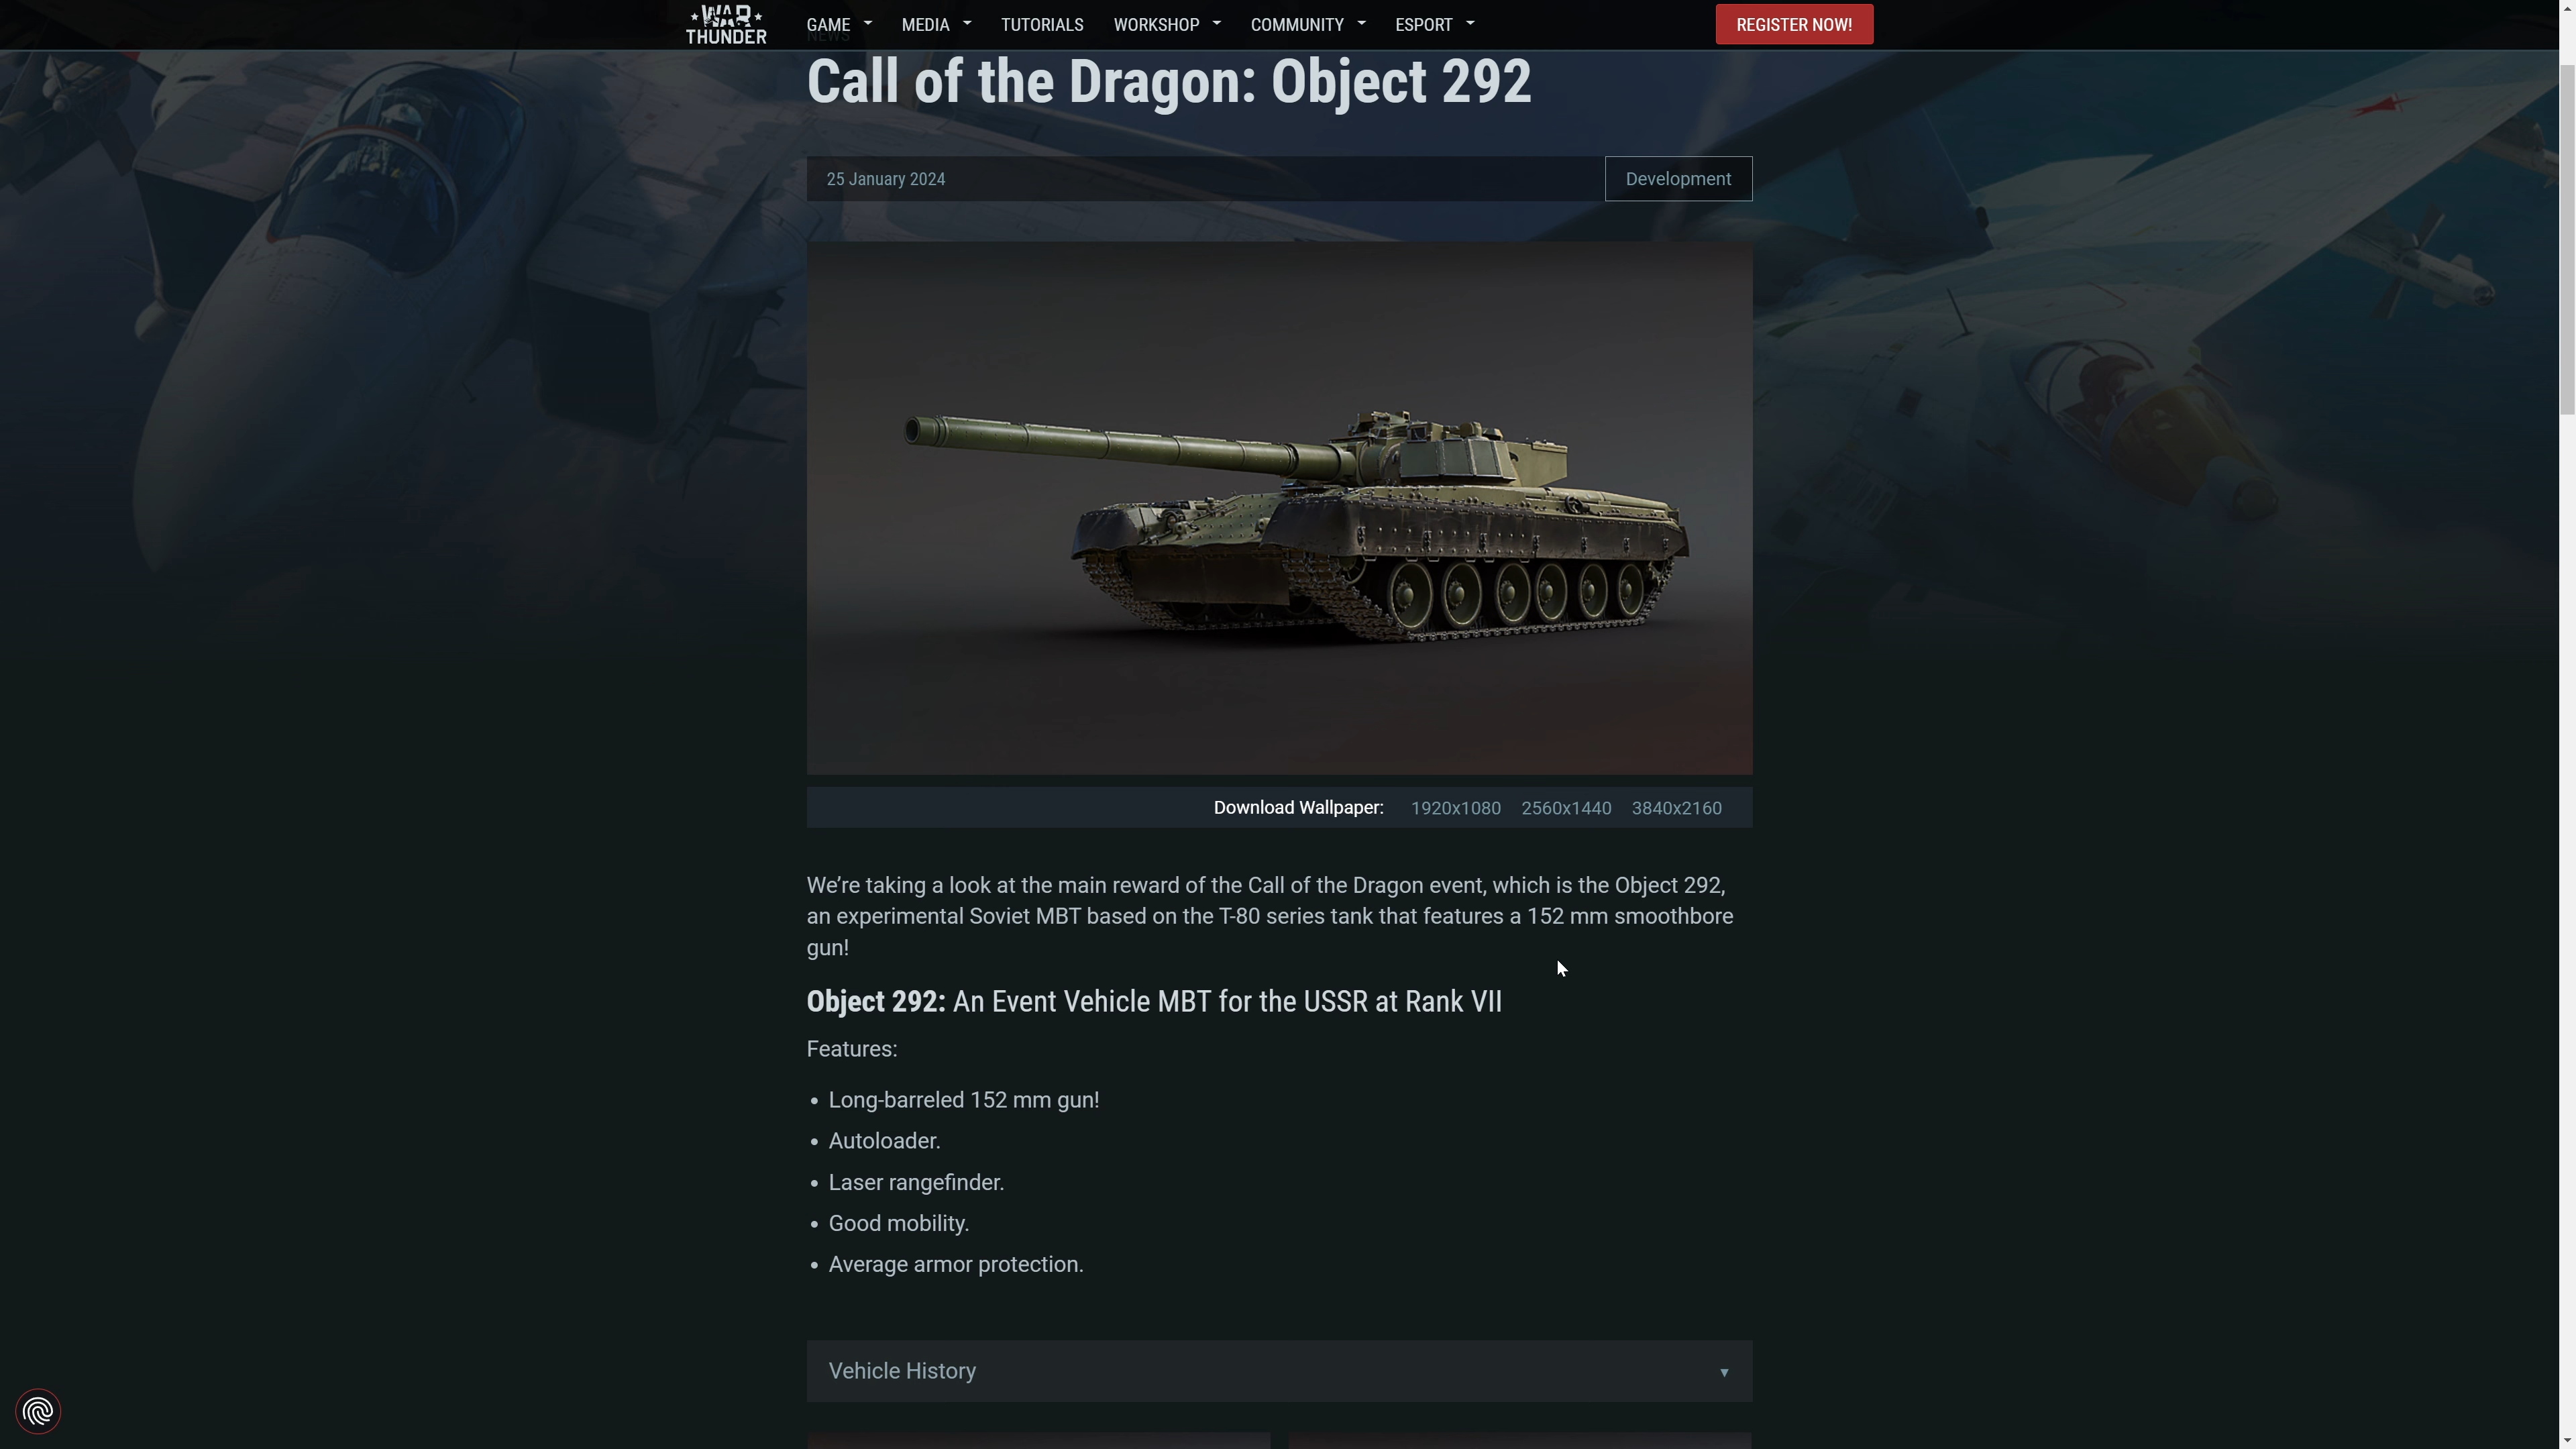 WAR THUNDER
GAME
MEDIA
TUTORIALS
WORKSHOP
COMMUNITY
ESPORT
REGISTER NOW!
NEWS
Call of the Dragon: Object 292
25 January 2024
Development
Download Wallpaper: 1920x1080 2560x1440 3840x2160
We’re taking a look at the main reward of the Call of the Dragon event, which is the Object 292,
an experimental Soviet MBT based on the T-80 series tank that features a 152 mm smoothbore
gun!
Object 292: An Event Vehicle MBT for the USSR at Rank VII
Features:
• Long-barreled 152 mm gun!
• Autoloader.
• Laser rangefinder.
• Good mobility.
• Average armor protection.
Vehicle History